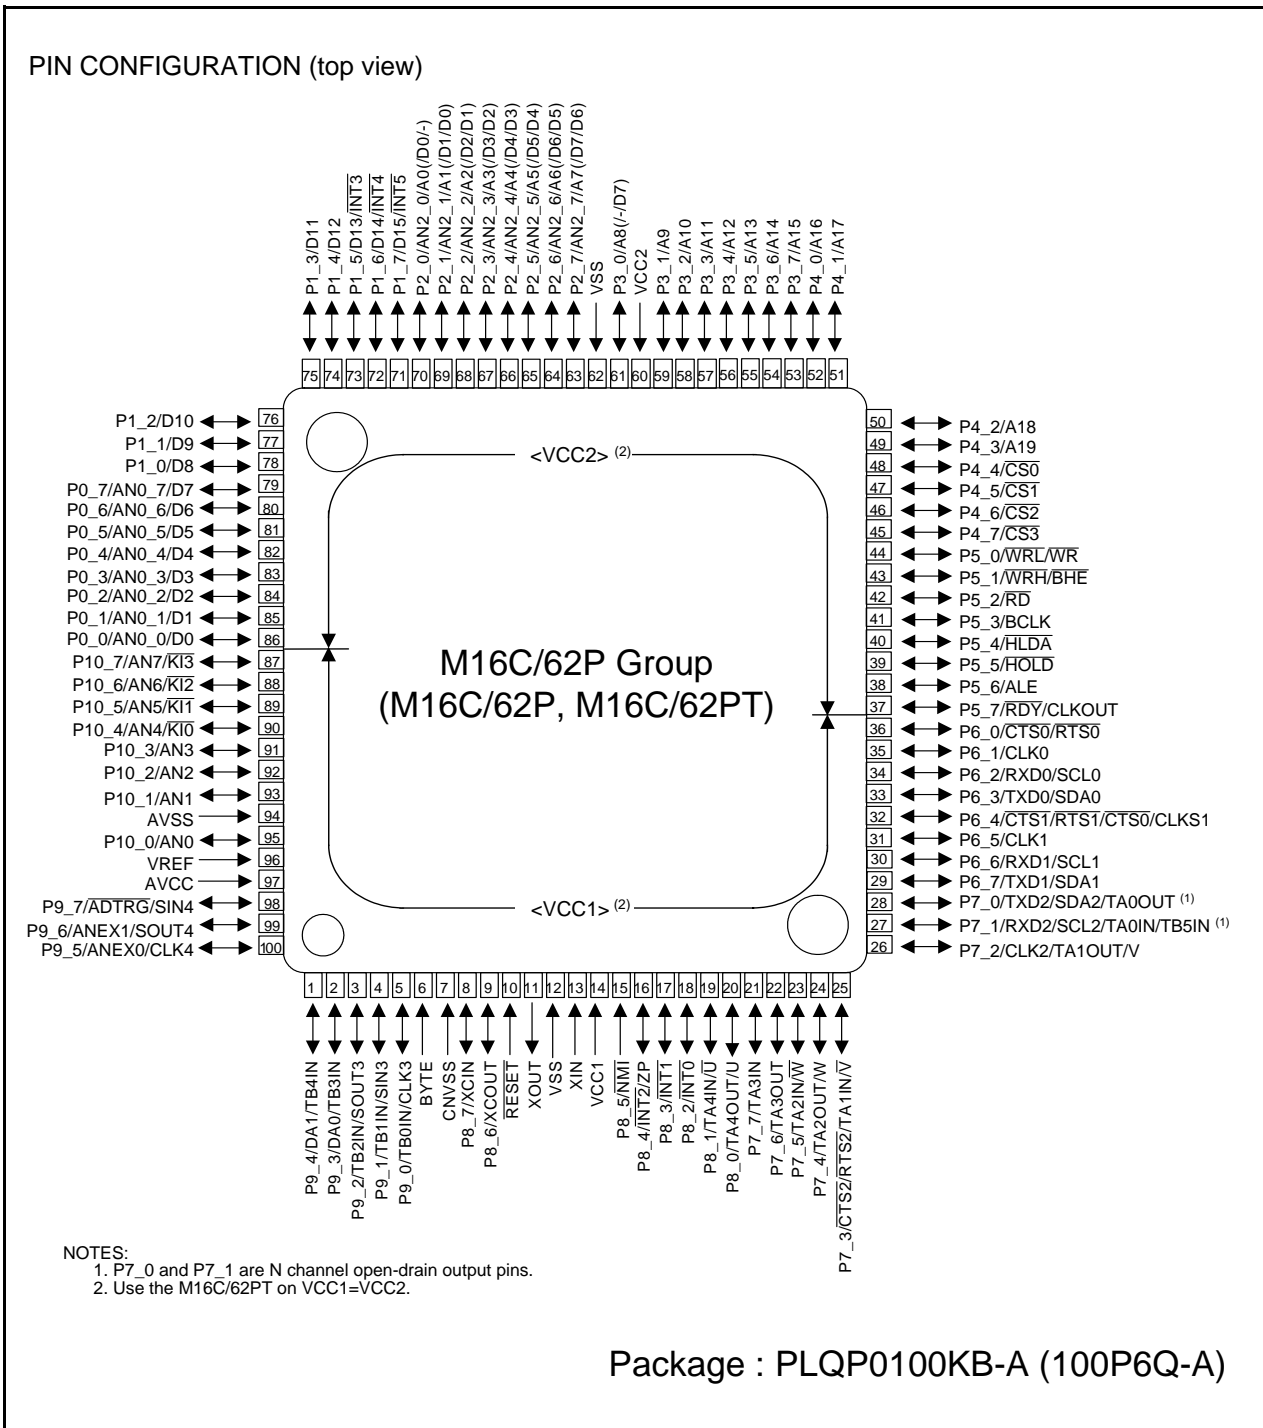 PIN CONFIGURATION (top view)
P1_3/D11
P1_4/D12
P1_5/D13/INT3
P1_6/D14/INT4
P1_7/D15/INT5
P2_0/AN2_0/A0(/D0/-)
P2_1/AN2_1/A1(/D1/D0)
P2_2/AN2_2/A2(/D2/D1)
P2_3/AN2_3/A3(/D3/D2)
P2_4/AN2_4/A4(/D4/D3)
P2_5/AN2_5/A5(/D5/D4)
P2_6/AN2_6/A6(/D6/D5)
P2_7/AN2_7/A7(/D7/D6)
VSS
P3_0/A8(/-/D7)
VCC2
P3_1/A9
P3_2/A10
P3_3/A11
P3_4/A12
P3_5/A13
P3_6/A14
P3_7/A15
P4_0/A16
P4_1/A17
75 74 73 72 71 70 69 68 67 66 65 64 63 62 61 60 59 58 57 56 55 54 53 52 51
P1_2/D10 76
P1_1/D9 77
P1_0/D8 78
P0_7/AN0_7/D7 79
P0_6/AN0_6/D6 80
P0_5/AN0_5/D5 81
P0_4/AN0_4/D4 82
P0_3/AN0_3/D3 83
P0_2/AN0_2/D2 84
P0_1/AN0_1/D1 85
P0_0/AN0_0/D0 86
P10_7/AN7/KI3 87
P10_6/AN6/KI2 88
P10_5/AN5/KI1 89
P10_4/AN4/KI0 90
P10_3/AN3 91
P10_2/AN2 92
P10_1/AN1 93
AVSS 94
P10_0/AN0 95
VREF 96
AVCC 97
P9_7/ADTRG/SIN4 98
P9_6/ANEX1/SOUT4 99
P9_5/ANEX0/CLK4 100
<VCC2> (2)
M16C/62P Group
(M16C/62P, M16C/62PT)
<VCC1> (2)
50 P4_2/A18
49 P4_3/A19
48 P4_4/CS0
47 P4_5/CS1
46 P4_6/CS2
45 P4_7/CS3
44 P5_0/WRL/WR
43 P5_1/WRH/BHE
42 P5_2/RD
41 P5_3/BCLK
40 P5_4/HLDA
39 P5_5/HOLD
38 P5_6/ALE
37 P5_7/RDY/CLKOUT
36 P6_0/CTS0/RTS0
35 P6_1/CLK0
34 P6_2/RXD0/SCL0
33 P6_3/TXD0/SDA0
32 P6_4/CTS1/RTS1/CTS0/CLKS1
31 P6_5/CLK1
30 P6_6/RXD1/SCL1
29 P6_7/TXD1/SDA1
28 P7_0/TXD2/SDA2/TA0OUT (1)
27 P7_1/RXD2/SCL2/TA0IN/TB5IN (1)
26 P7_2/CLK2/TA1OUT/V
1 2 3 4 5 6 7 8 9 10 11 12 13 14 15 16 17 18 19 20 21 22 23 24 25
P9_4/DA1/TB4IN
P9_3/DA0/TB3IN
P9_2/TB2IN/SOUT3
P9_1/TB1IN/SIN3
P9_0/TB0IN/CLK3
BYTE
CNVSS
P8_7/XCIN
P8_6/XCOUT
RESET
XOUT
VSS
XIN
VCC1
P8_5/NMI
P8_4/INT2/ZP
P8_3/INT1
P8_2/INT0
P8_1/TA4IN/U
P8_0/TA4OUT/U
P7_7/TA3IN
P7_6/TA3OUT
P7_5/TA2IN/W
P7_4/TA2OUT/W
P7_3/CTS2/RTS2/TA1IN/V
NOTES:
1. P7_0 and P7_1 are N channel open-drain output pins.
2. Use the M16C/62PT on VCC1=VCC2.
Package : PLQP0100KB-A (100P6Q-A)